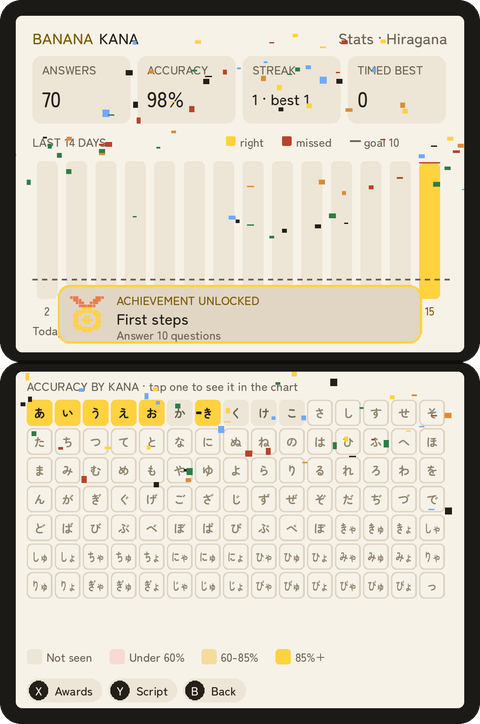 BANANA KANA
Stats · Hiragana
ANSWERS
70
ACCURACY
98%
STREAK
1 · best 1
TIMED BEST
0
LAST 14 DAYS
right
missed
goal 10
2
15
Toda
ACHIEVEMENT UNLOCKED
First steps
Answer 10 questions
ACCURACY BY KANA · tap one to see it in the chart
あ い う え お か き く け こ さ し す せ そ
た ち つ て と な に ぬ ね の は ひ ふ へ ほ
ま み む め も や ゆ よ ら り る れ ろ わ を
ん が ぎ ぐ げ ご ざ じ ず ぜ ぞ だ ぢ づ で
ど ば び ぶ べ ぼ ぱ ぴ ぷ ぺ ぽ きゃ きゅ きょ しゃ
しゅ しょ ちゃ ちゅ ちょ にゃ にゅ にょ ひゃ ひゅ ひょ みゃ みゅ みょ りゃ
りゅ りょ ぎゃ ぎゅ ぎょ じゃ じゅ じょ びゃ びゅ びょ ぴゃ ぴゅ ぴょ っ
Not seen
Under 60%
60-85%
85%+
X Awards
Y Script
B Back